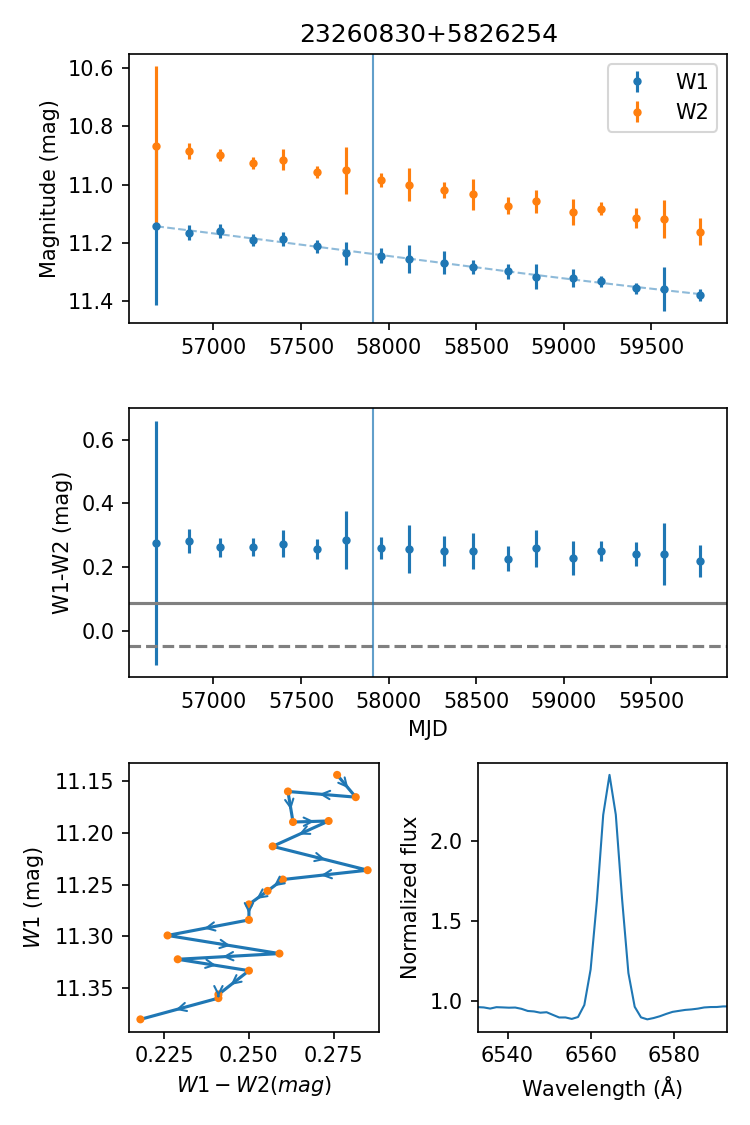 23260830+5826254
Magnitude (mag)
10.6
10.8
11.0
11.2
11.4
W1
W2
57000 57500 58000 58500 59000 59500
W1-W2 (mag)
0.6
0.4
0.2
0.0
57000 57500 58000 58500 59000 59500
MJD
W1 (mag)
11.15
11.20
11.25
11.30
11.35
0.225 0.250 0.275
W1 − W2(mag)
Normalized flux
2.0
1.5
1.0
6540 6560 6580
Wavelength (Å)